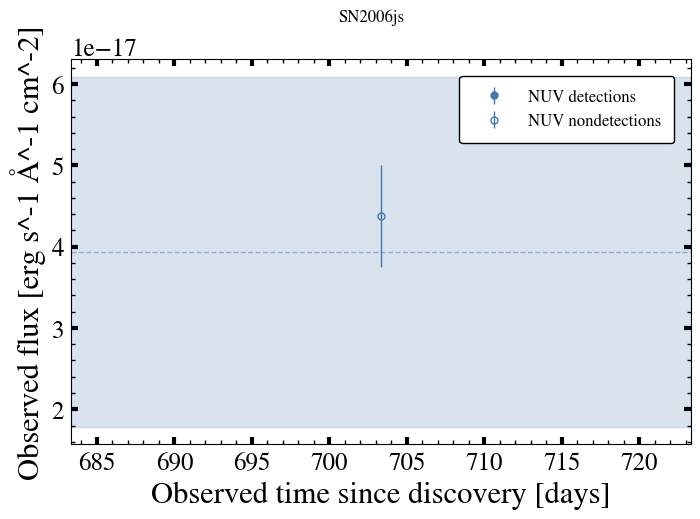 SN2006js
1e−17
Observed flux [erg s^-1 Å^-1 cm^-2]
6
5
4
3
2
NUV detections
NUV nondetections
685 690 695 700 705 710 715 720
Observed time since discovery [days]